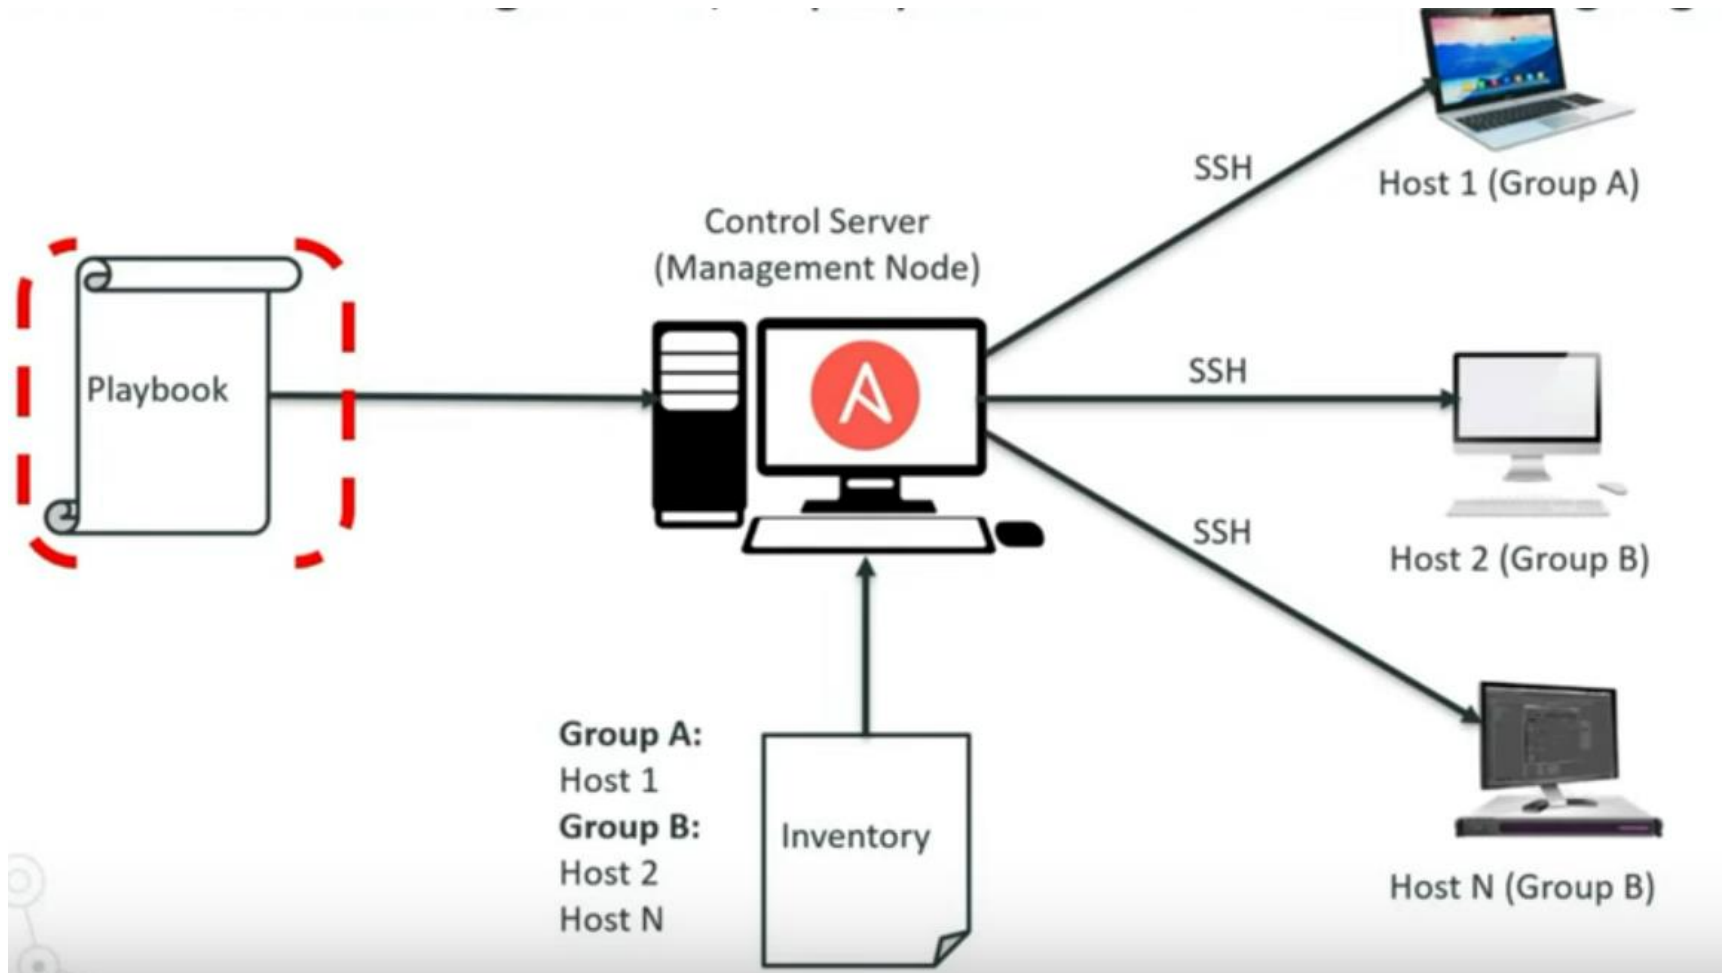 SSH
Host 1 (Group A)
Control Server
(Management Node)
Playbook
SSH
SSH
Host 2 (Group B)
Group A:
Host 1
Group B:
Host 2
Host N
Inventory
Host N (Group B)